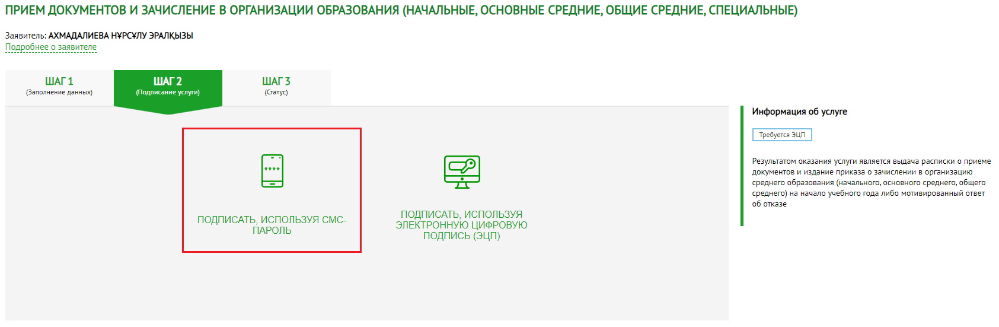 ПРИЕМ ДОКУМЕНТОВ И ЗАЧИСЛЕНИЕ В ОРГАНИЗАЦИИ ОБРАЗОВАНИЯ (НАЧАЛЬНЫЕ, ОСНОВНЫЕ СРЕДНИЕ, ОБЩИЕ СРЕДНИЕ, СПЕЦИАЛЬНЫЕ)
Заявитель: АХМАДАЛИЕВА НҰРСҰЛУ ЭРАЛҚЫЗЫ
Подробнее о заявителе
ШАГ 1
(Заполнение данных)
ШАГ 2
(Подписание услуги)
ШАГ 3
(Статус)
****
ПОДПИСАТЬ, ИСПОЛЬЗУЯ СМС-
ПАРОЛЬ
ПОДПИСАТЬ, ИСПОЛЬЗУЯ
ЭЛЕКТРОННУЮ ЦИФРОВУЮ
ПОДПИСЬ (ЭЦП)
Информация об услуге
Требуется ЭЦП
Результатом оказания услуги является выдача расписки о приеме
документов и издание приказа о зачислении в организацию
среднего образования (начального, основного среднего, общего
среднего) на начало учебного года либо мотивированный ответ
об отказе